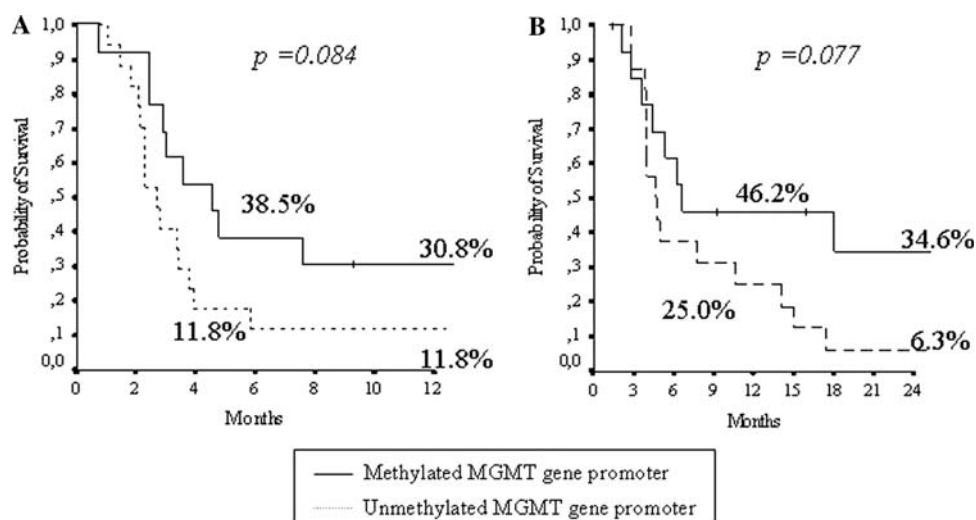 A
p =0.084
Probability of Survival
1,0
,9
,8
,7
,6
,5
,4
,3
,2
,1
0,0
38.5%
30.8%
11.8%
11.8%
0 2 4 6 8 10 12
Months
B
p =0.077
Probability of Survival
1,0
,9
,8
,7
,6
,5
,4
,3
,2
,1
0,0
46.2%
34.6%
25.0%
6.3%
0 3 6 9 12 15 18 21 24
Months
Methylated MGMT gene promoter
Unmethylated MGMT gene promoter